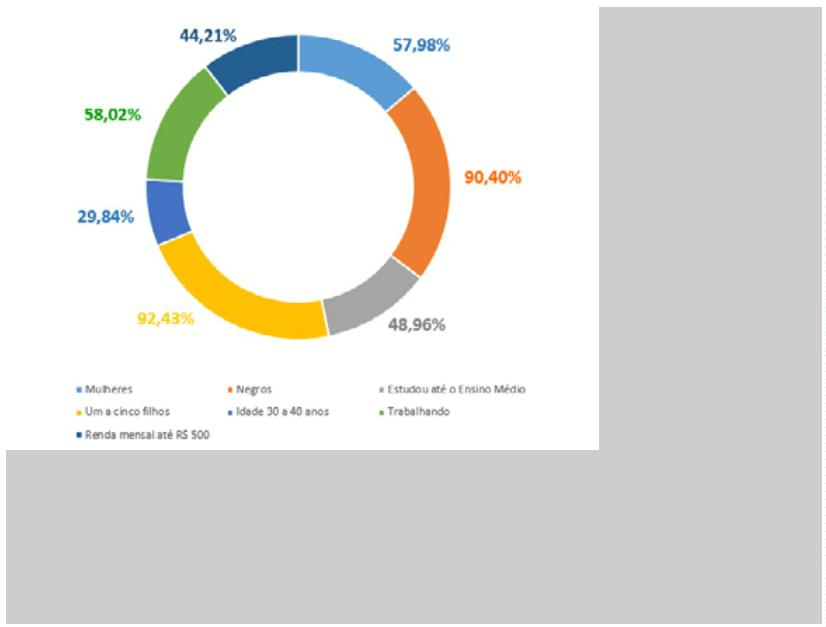 44,21%
57,98%
58,02%
90,40%
29,84%
92,43%
48,96%
Mulheres
Negros
Estudou até o Ensino Médio
Um a cinco filhos
Idade 30 a 40 anos
Trabalhando
Renda mensal até R$ 500